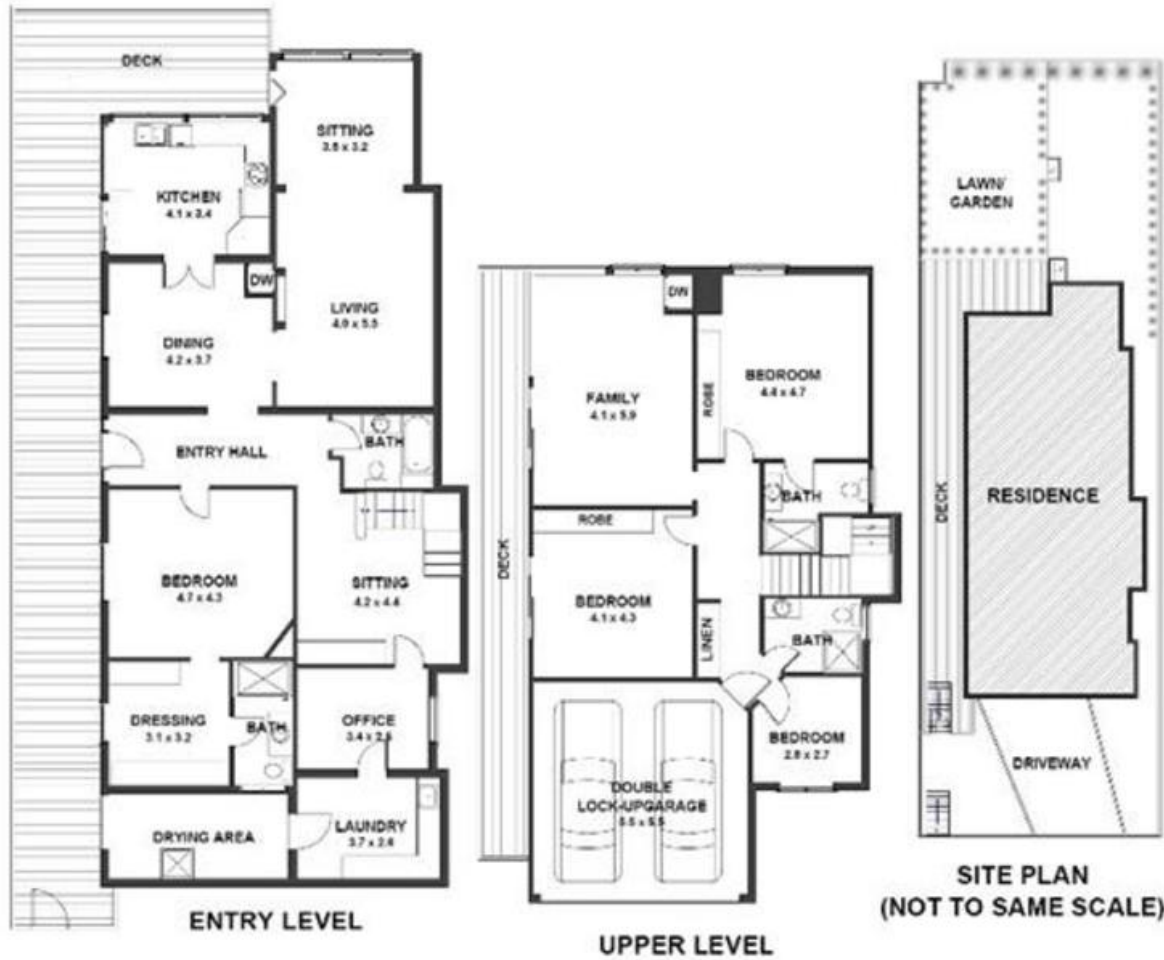 DECK
SITTING
3.8 x 3.2
KITCHEN
4.1 x 3.4
DW
LIVING
4.9 x 5.5
DINING
4.2 x 3.7
BATH
ENTRY HALL
BEDROOM
4.7 x 4.3
SITTING
4.2 x 4.4
DRESSING
3.1 x 3.2
BATH
OFFICE
LAUNDRY
DRYING AREA
ENTRY LEVEL
DW
FAMILY
4.1 x 5.9
ROBE
BEDROOM
4.4 x 4.7
BATH
ROBE
DECK
BEDROOM
4.1 x 4.3
LINEN
BATH
BEDROOM
2.8 x 2.7
DOUBLE
LOCK-UPGARAGE
5.5 x 5.5
UPPER LEVEL
LAWN/
GARDEN
DECK
RESIDENCE
DRIVEWAY
SITE PLAN
(NOT TO SAME SCALE)